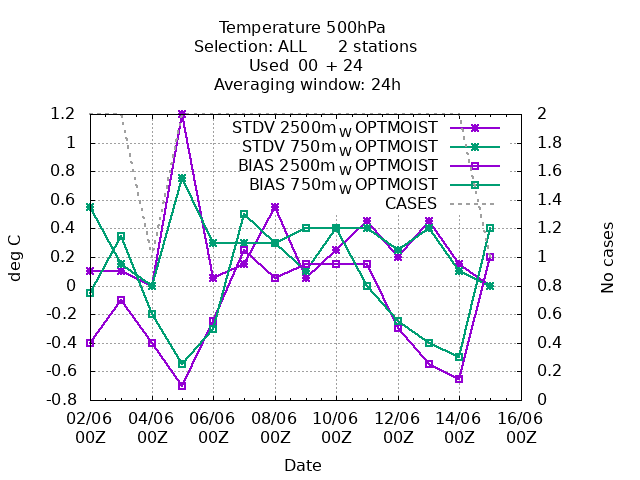 Temperature 500hPa
Selection: ALL 2 stations
Used 00 + 24
Averaging window: 24h
STDV 2500m_W OPTMOIST
STDV 750m_W OPTMOIST
BIAS 2500m_W OPTMOIST
BIAS 750m_W OPTMOIST
CASES
deg C
1.2
1
0.8
0.6
0.4
0.2
0
-0.2
-0.4
-0.6
-0.8
No cases
2
1.8
1.6
1.4
1.2
1
0.8
0.6
0.4
0.2
0
02/06 04/06 06/06 08/06 10/06 12/06 14/06 16/06
00Z 00Z 00Z 00Z 00Z 00Z 00Z 00Z
Date